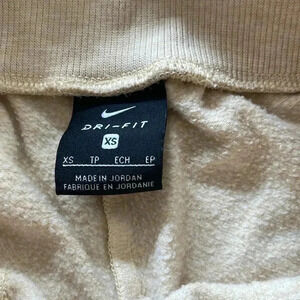 DRI-FIT
XS
XS TP ECH EP
MADE IN JORDAN
FABRIQUE EN JORDANIE